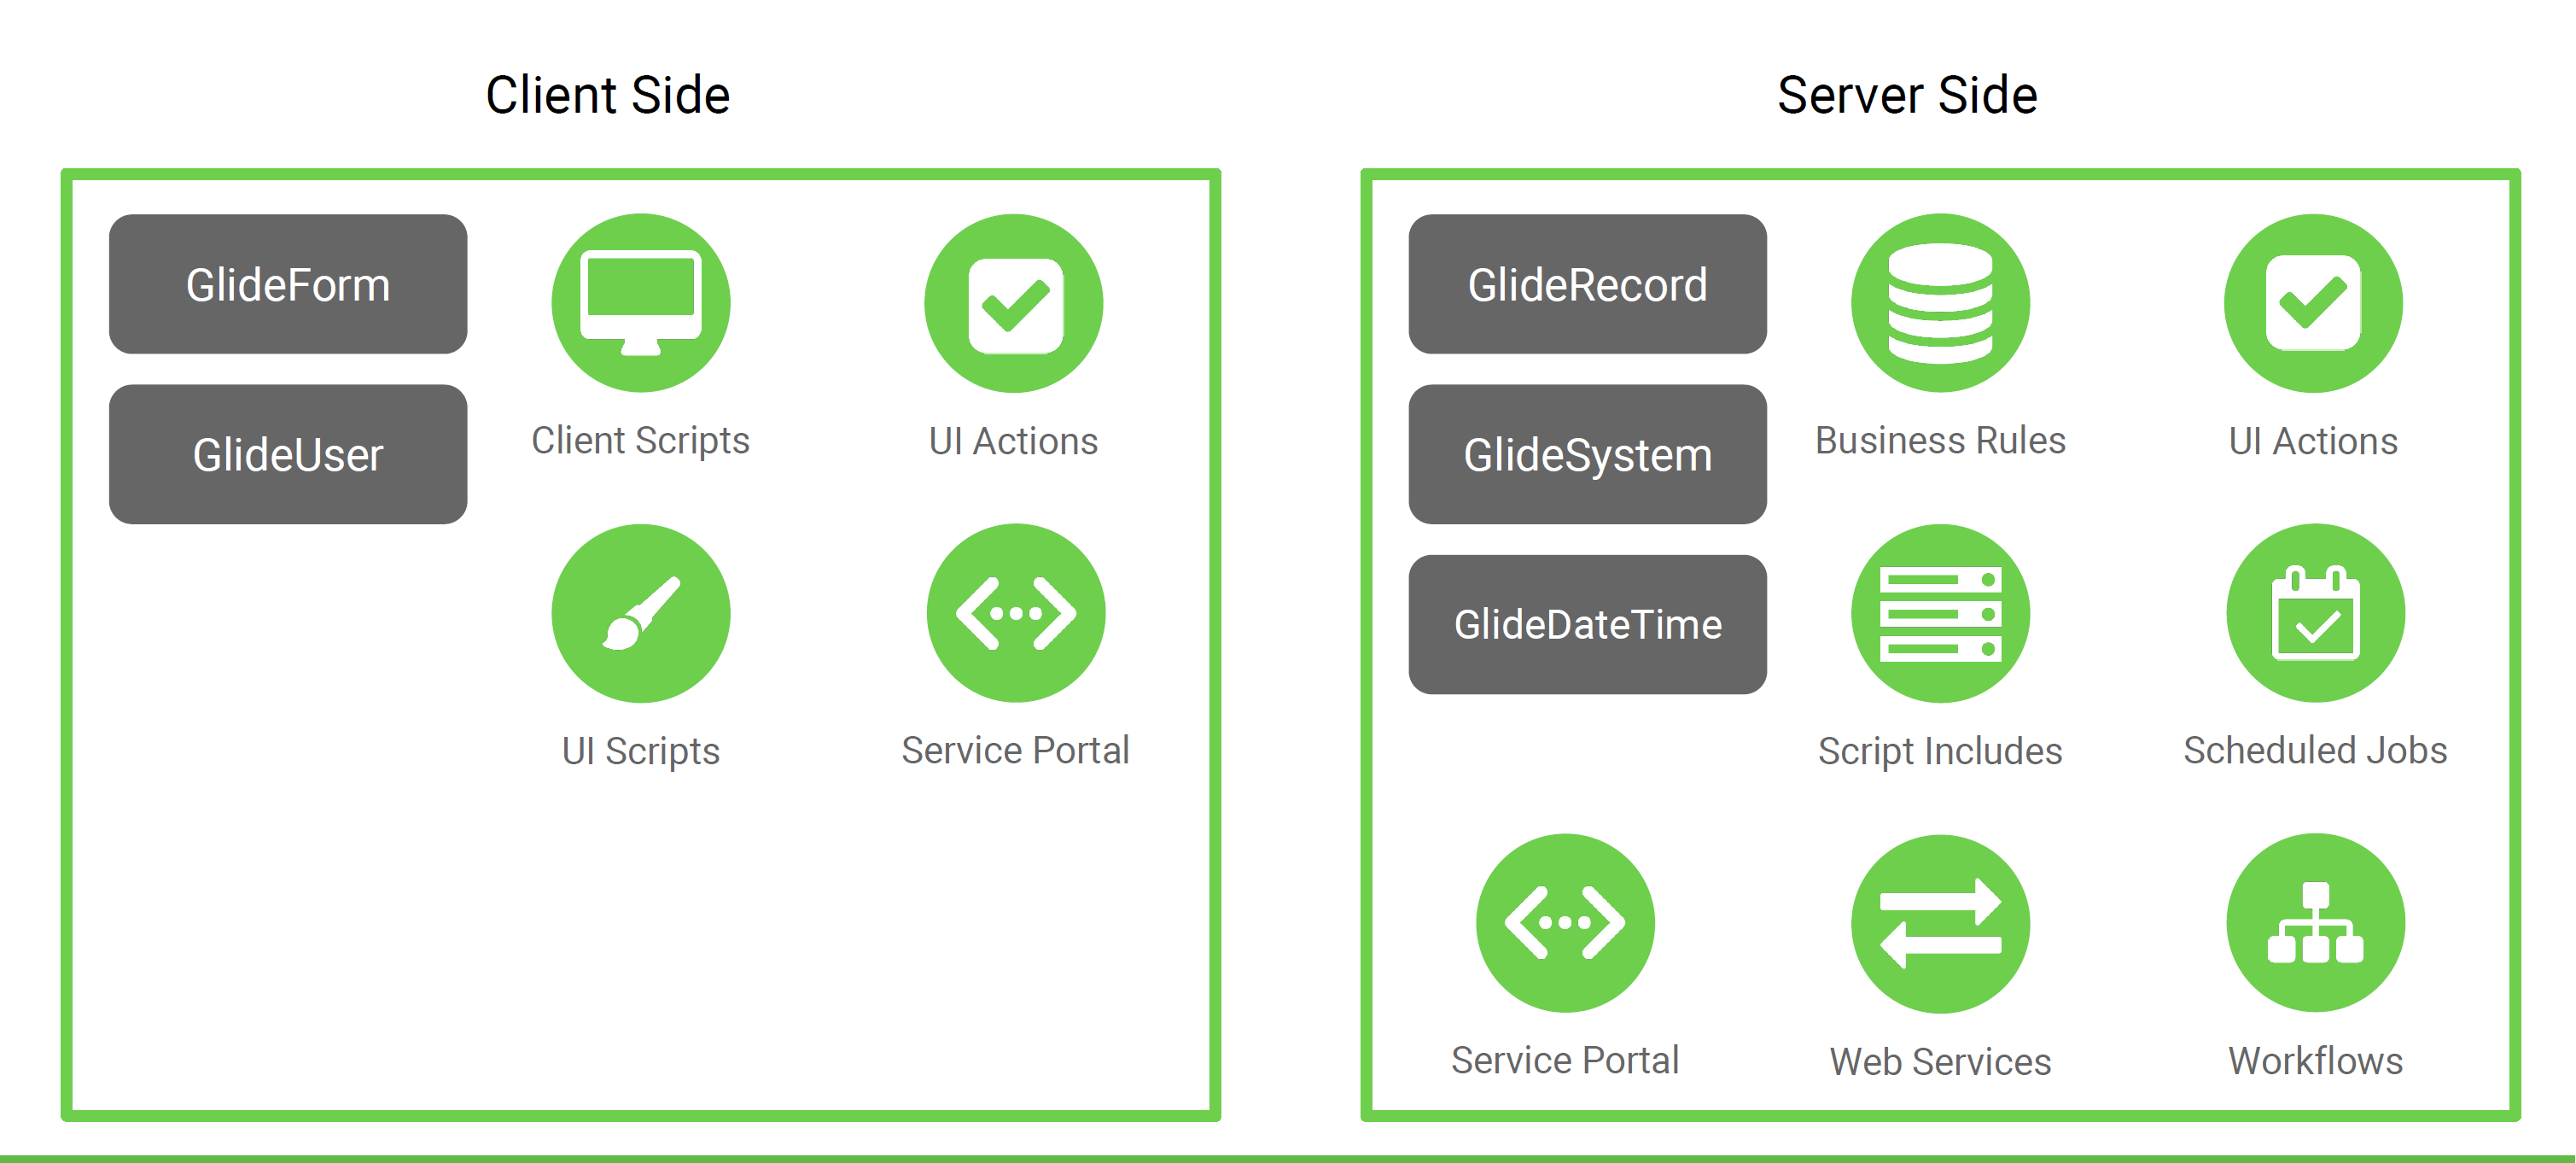 Client Side
GlideForm
GlideUser
Client Scripts
UI Actions
UI Scripts
Service Portal
Server Side
GlideRecord
GlideSystem
GlideDateTime
Business Rules
UI Actions
Script Includes
Scheduled Jobs
Service Portal
Web Services
Workflows